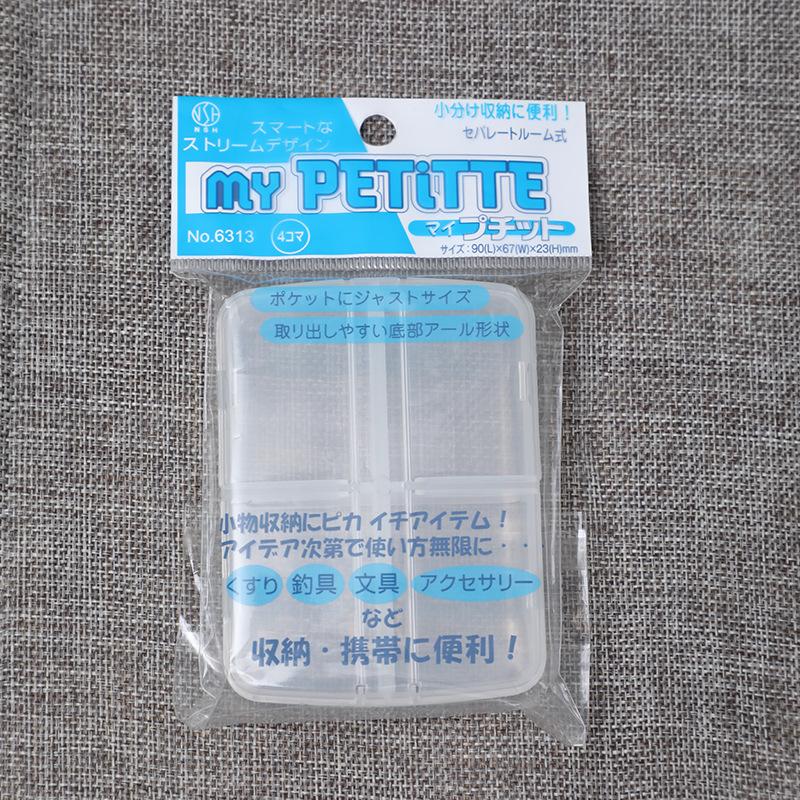 NSH
NSH
スマートな
ストリームデザイン
小分け収納に便利！
セパレートルーム式
MY PETiTTE
マイプチット
No.6313
4コマ
サイズ：90(L)×67(W)×23(H)mm
ポケットにジャストサイズ
取り出しやすい底部アール形状
小物収納にピカ イチアイテム！
アイデア次第で使い方無限に・・・
くすり 釣具 文具 アクセサリー
など
収納・携帯に便利！